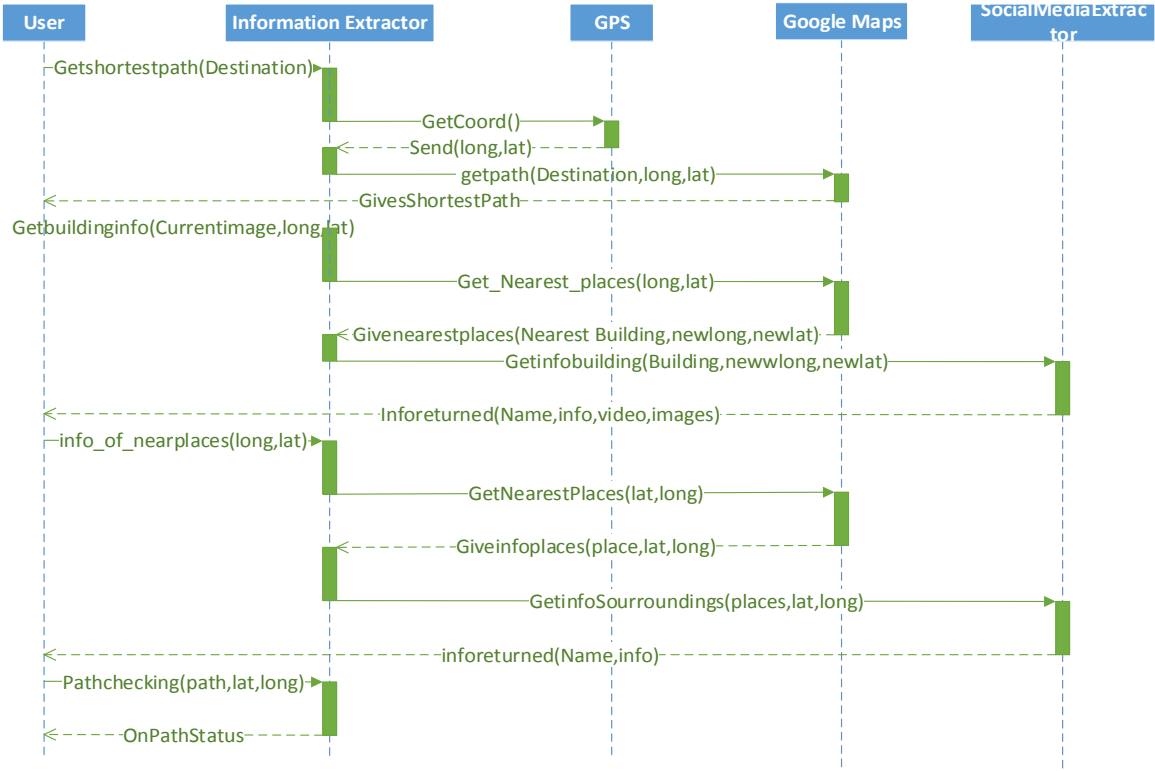 User
Information Extractor
GPS
Google Maps
SocialMediaExtrac
tor
Getshortestpath(Destination)
GetCoord()
Send(long,lat)
getpath(Destination,long,lat)
GivesShortestPath
Getbuildinginfo(Currentimage,long,lat)
Get_Nearest_places(long,lat)
Givenearestplaces(Nearest Building,newlong,newlat)
Getinfobuilding(Building,newwlong,newlat)
Inforeturned(Name,info,video,images)
info_of_nearplaces(long,lat)
GetNearestPlaces(lat,long)
Giveinfoplaces(place,lat,long)
GetinfoSourroundings(places,lat,long)
inforeturned(Name,info)
Pathchecking(path,lat,long)
OnPathStatus